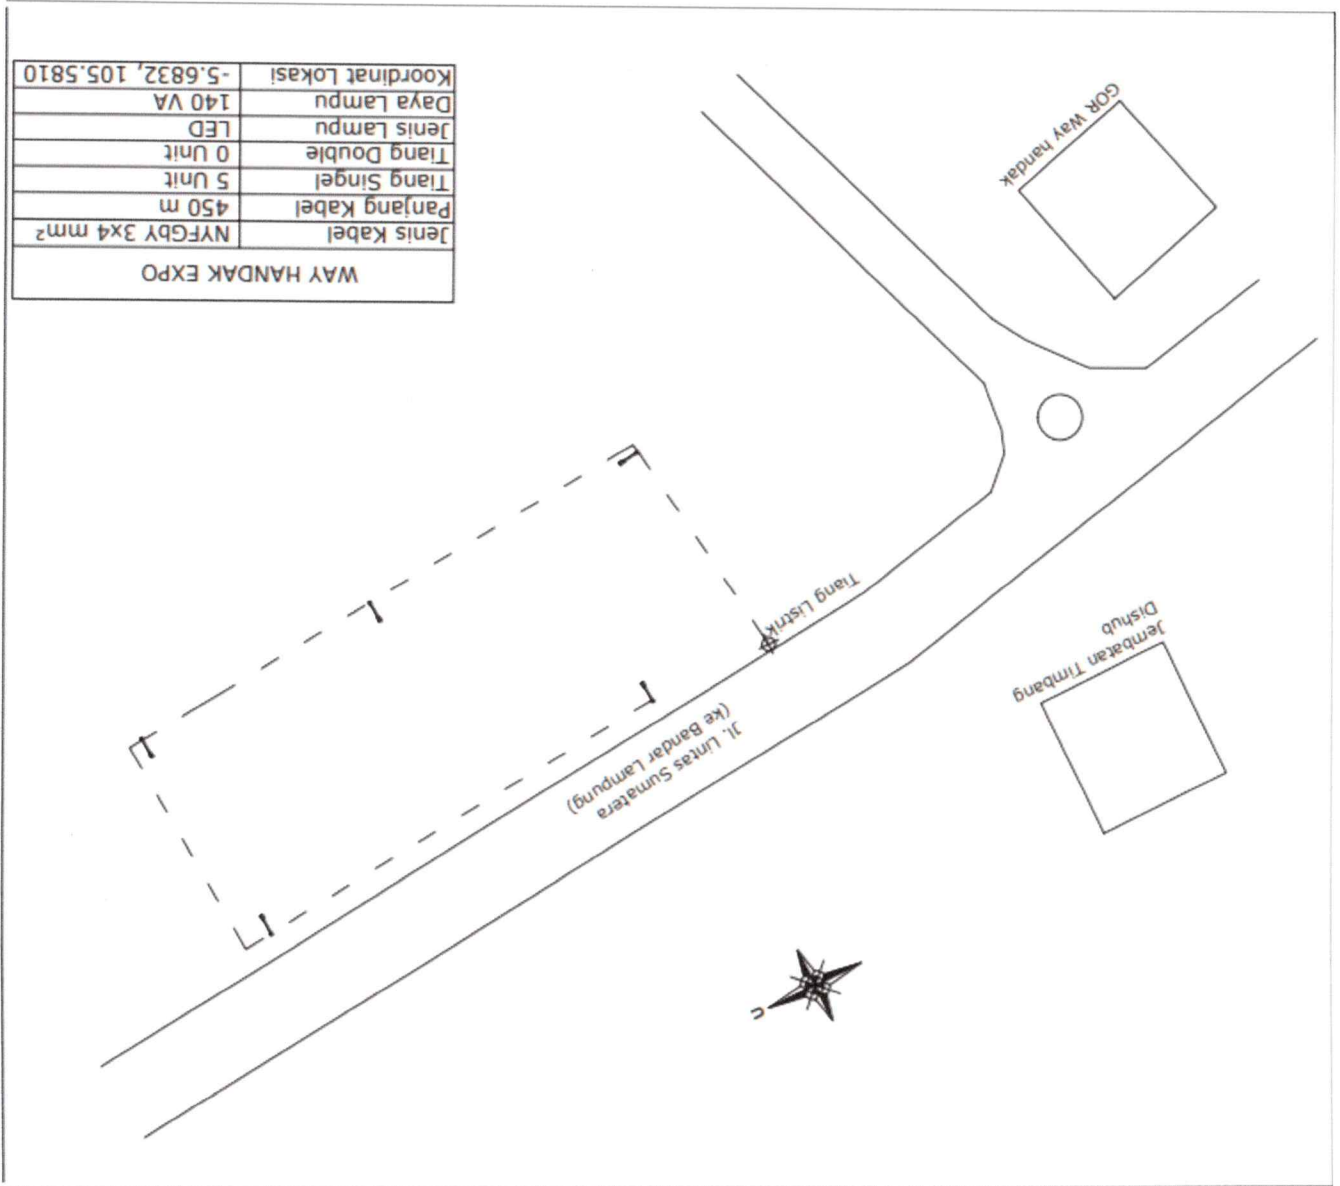 WAY HANDAK EXPO
Jenis Kabel NYFGbY 3x4 mm²
Panjang Kabel 450 m
Tiang Singel 5 Unit
Tiang Double 0 Unit
Jenis Lampu LED
Daya Lampu 140 VA
Koordinat Lokasi -5.6832, 105.5810
Jl. Lintas Sumatera
(ke Bandar Lampung)
Jembatan Timbang
Dishub
Tiang Listrik
GOR Way handak